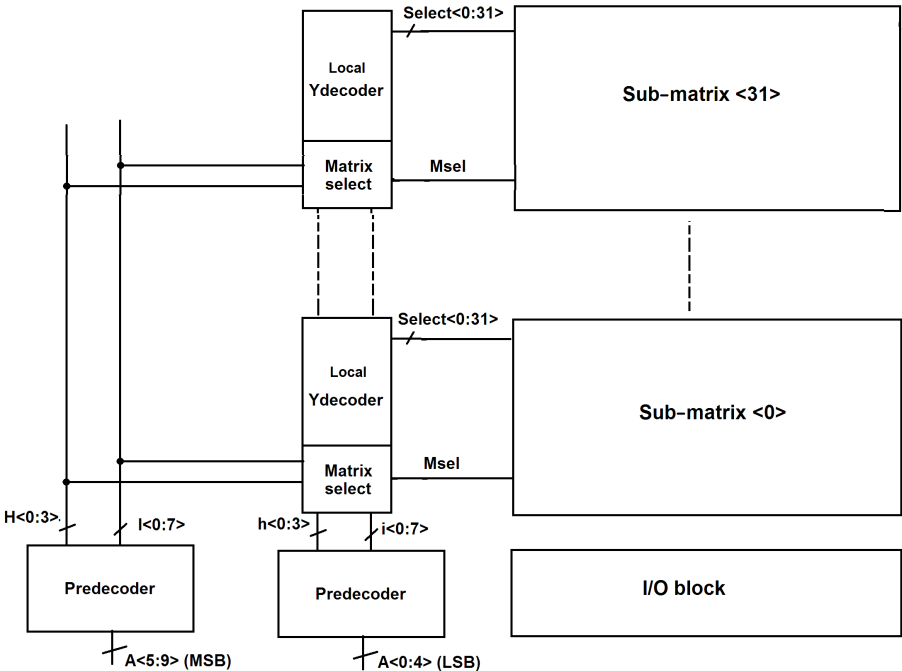 Select<0:31>
Local
Ydecoder
Sub-matrix <31>
Matrix
select
Msel
Select<0:31>
Local
Ydecoder
Sub-matrix <0>
Matrix
select
Msel
H<0:3>
I<0:7>
h<0:3>
i<0:7>
Predecoder
Predecoder
I/O block
A<5:9> (MSB)
A<0:4> (LSB)